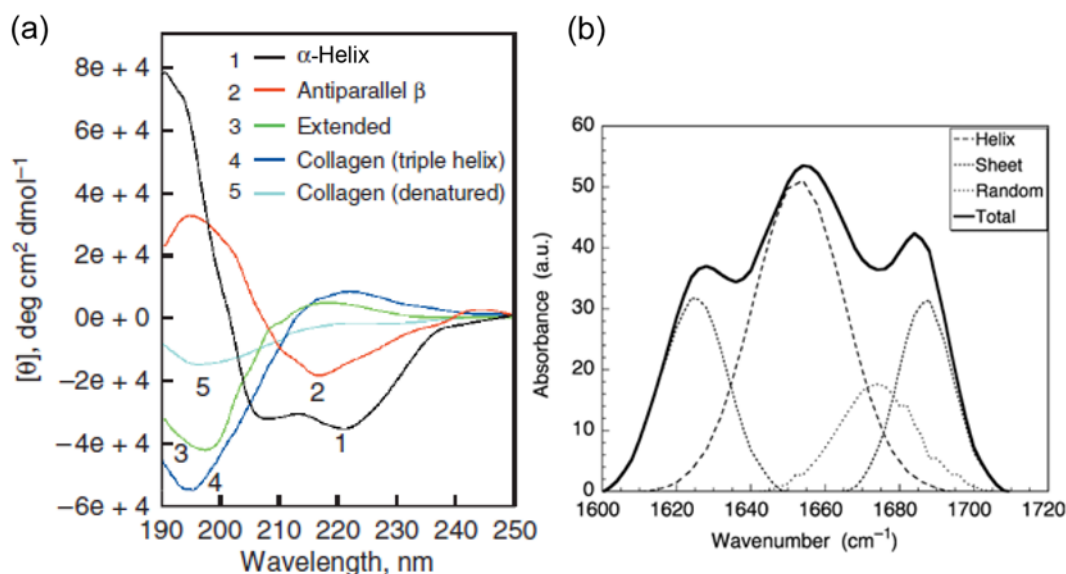 (a)
1 α-Helix
2 Antiparallel β
3 Extended
4 Collagen (triple helix)
5 Collagen (denatured)
8e + 4
6e + 4
4e + 4
2e + 4
0e + 0
−2e + 4
−4e + 4
−6e + 4
[θ], deg cm² dmol⁻¹
5
2
1
3
4
190 200 210 220 230 240 250
Wavelength, nm
(b)
60
50
40
30
20
10
0
Absorbance (a.u.)
Helix
Sheet
Random
Total
1600 1620 1640 1660 1680 1700 1720
Wavenumber (cm⁻¹)